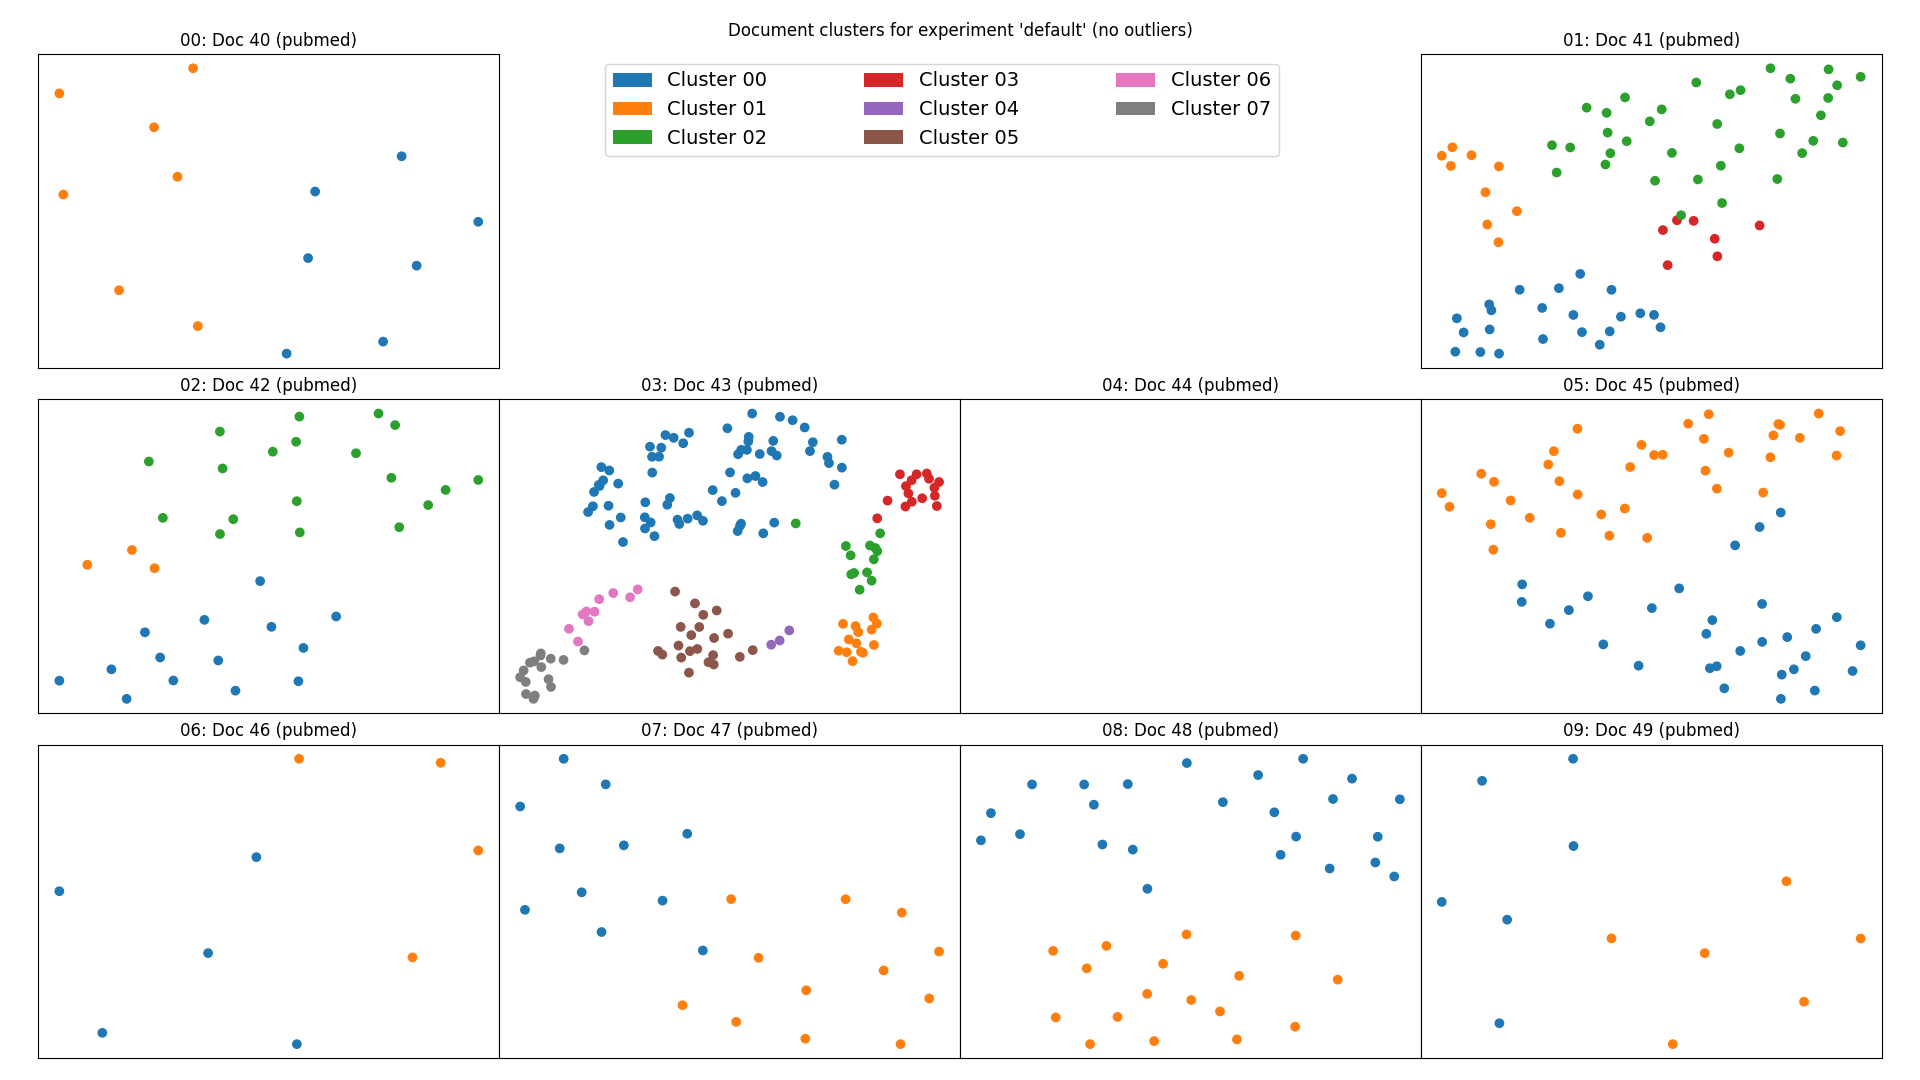 Document clusters for experiment 'default' (no outliers)
00: Doc 40 (pubmed)
01: Doc 41 (pubmed)
Cluster 00
Cluster 01
Cluster 02
Cluster 03
Cluster 04
Cluster 05
Cluster 06
Cluster 07
02: Doc 42 (pubmed)
03: Doc 43 (pubmed)
04: Doc 44 (pubmed)
05: Doc 45 (pubmed)
06: Doc 46 (pubmed)
07: Doc 47 (pubmed)
08: Doc 48 (pubmed)
09: Doc 49 (pubmed)